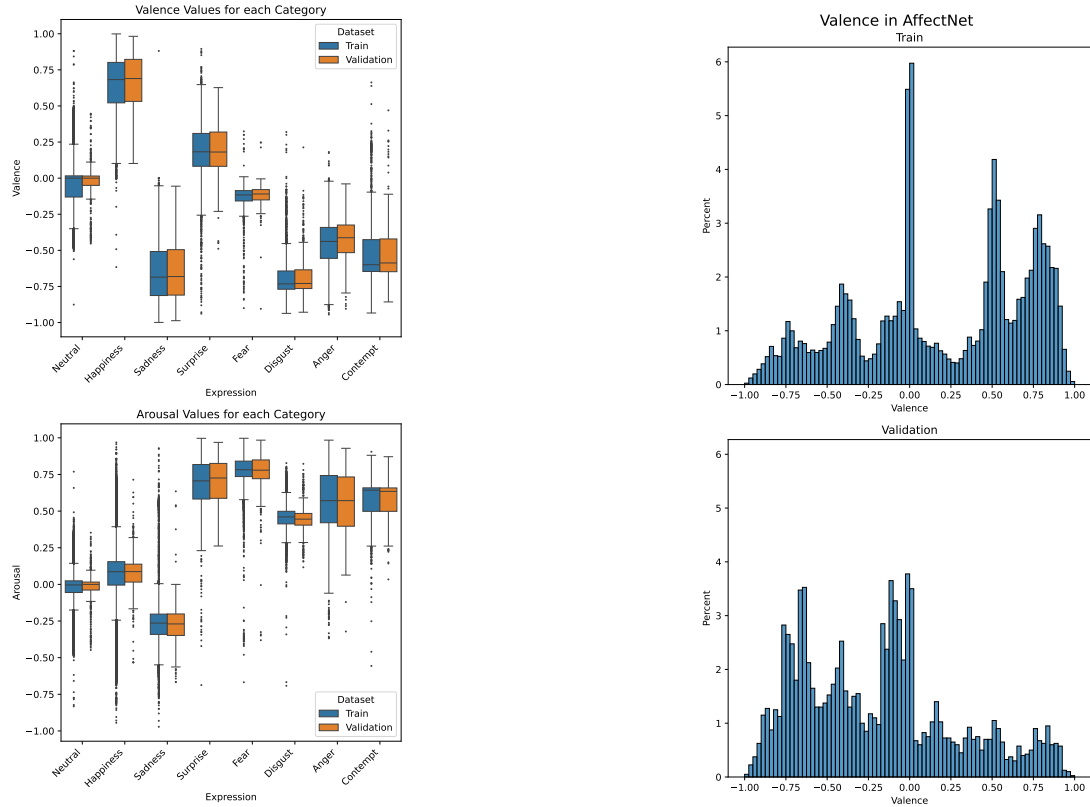 Valence Values for each Category
Dataset
Train
Validation
Valence
1.00
0.75
0.50
0.25
0.00
−0.25
−0.50
−0.75
−1.00
Neutral
Happiness
Sadness
Surprise
Fear
Disgust
Anger
Contempt
Expression
Arousal Values for each Category
Arousal
1.00
0.75
0.50
0.25
0.00
−0.25
−0.50
−0.75
−1.00
Dataset
Train
Validation
Neutral
Happiness
Sadness
Surprise
Fear
Disgust
Anger
Contempt
Expression
Valence in AffectNet
Train
Percent
6
5
4
3
2
1
0
−1.00 −0.75 −0.50 −0.25 0.00 0.25 0.50 0.75 1.00
Valence
Validation
Percent
6
5
4
3
2
1
0
−1.00 −0.75 −0.50 −0.25 0.00 0.25 0.50 0.75 1.00
Valence